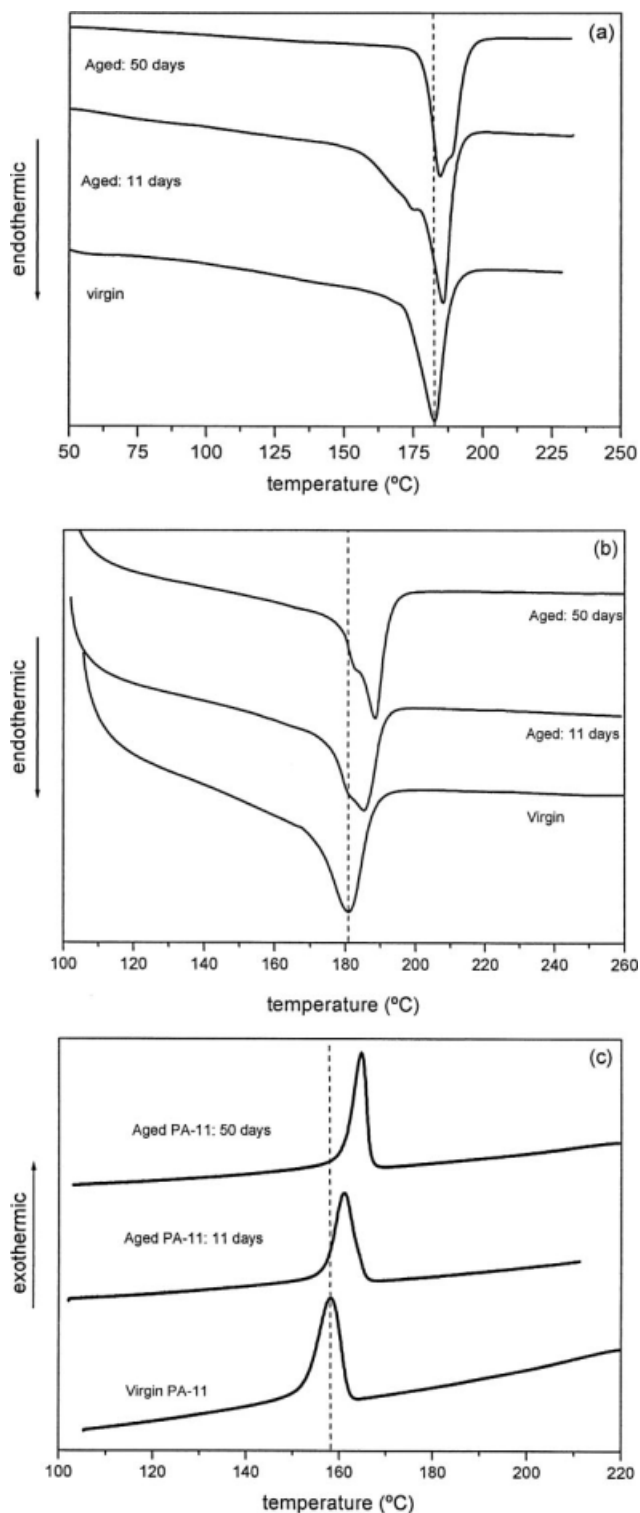 (a)
Aged: 50 days
Aged: 11 days
virgin
endothermic
50 75 100 125 150 175 200 225 250
temperature (ºC)
(b)
Aged: 50 days
Aged: 11 days
Virgin
endothermic
100 120 140 160 180 200 220 240 260
temperature (ºC)
(c)
Aged PA-11: 50 days
Aged PA-11: 11 days
Virgin PA-11
exothermic
100 120 140 160 180 200 220
temperature (ºC)